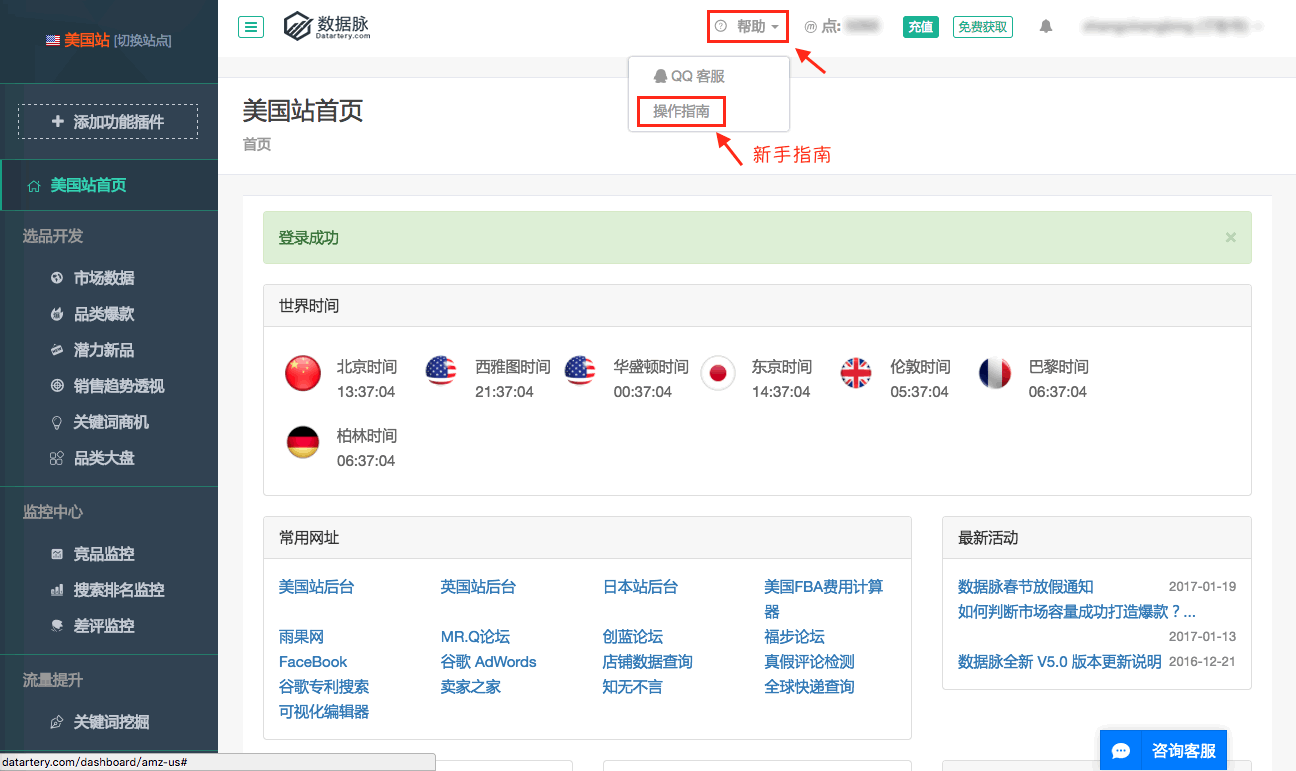 美国站 [切换站点]
数据脉
Datartery.com
帮助
点:
充值
免费获取
QQ 客服
操作指南
新手指南
添加功能插件
美国站首页
首页
美国站首页
选品开发
市场数据
品类爆款
潜力新品
销售趋势透视
关键词商机
品类大盘
监控中心
竞品监控
搜索排名监控
差评监控
流量提升
关键词挖掘
登录成功
×
世界时间
北京时间
13:37:04
西雅图时间
21:37:04
华盛顿时间
00:37:04
东京时间
14:37:04
伦敦时间
05:37:04
巴黎时间
06:37:04
柏林时间
06:37:04
常用网址
美国站后台
英国站后台
日本站后台
美国FBA费用计算
器
雨果网
MR.Q论坛
创蓝论坛
福步论坛
FaceBook
谷歌 AdWords
店铺数据查询
真假评论检测
谷歌专利搜索
卖家之家
知无不言
全球快递查询
可视化编辑器
最新活动
数据脉春节放假通知 2017-01-19
如何判断市场容量成功打造爆款？...
2017-01-13
数据脉全新 V5.0 版本更新说明 2016-12-21
咨询客服
datartery.com/dashboard/amz-us#